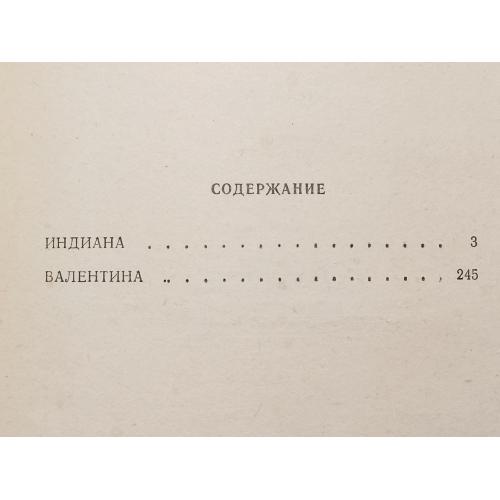 СОДЕРЖАНИЕ
ИНДИАНА . . . . . . . . . . . . . . . . . . . 3
ВАЛЕНТИНА . . . . . . . . . . . . . . . . . . . 245